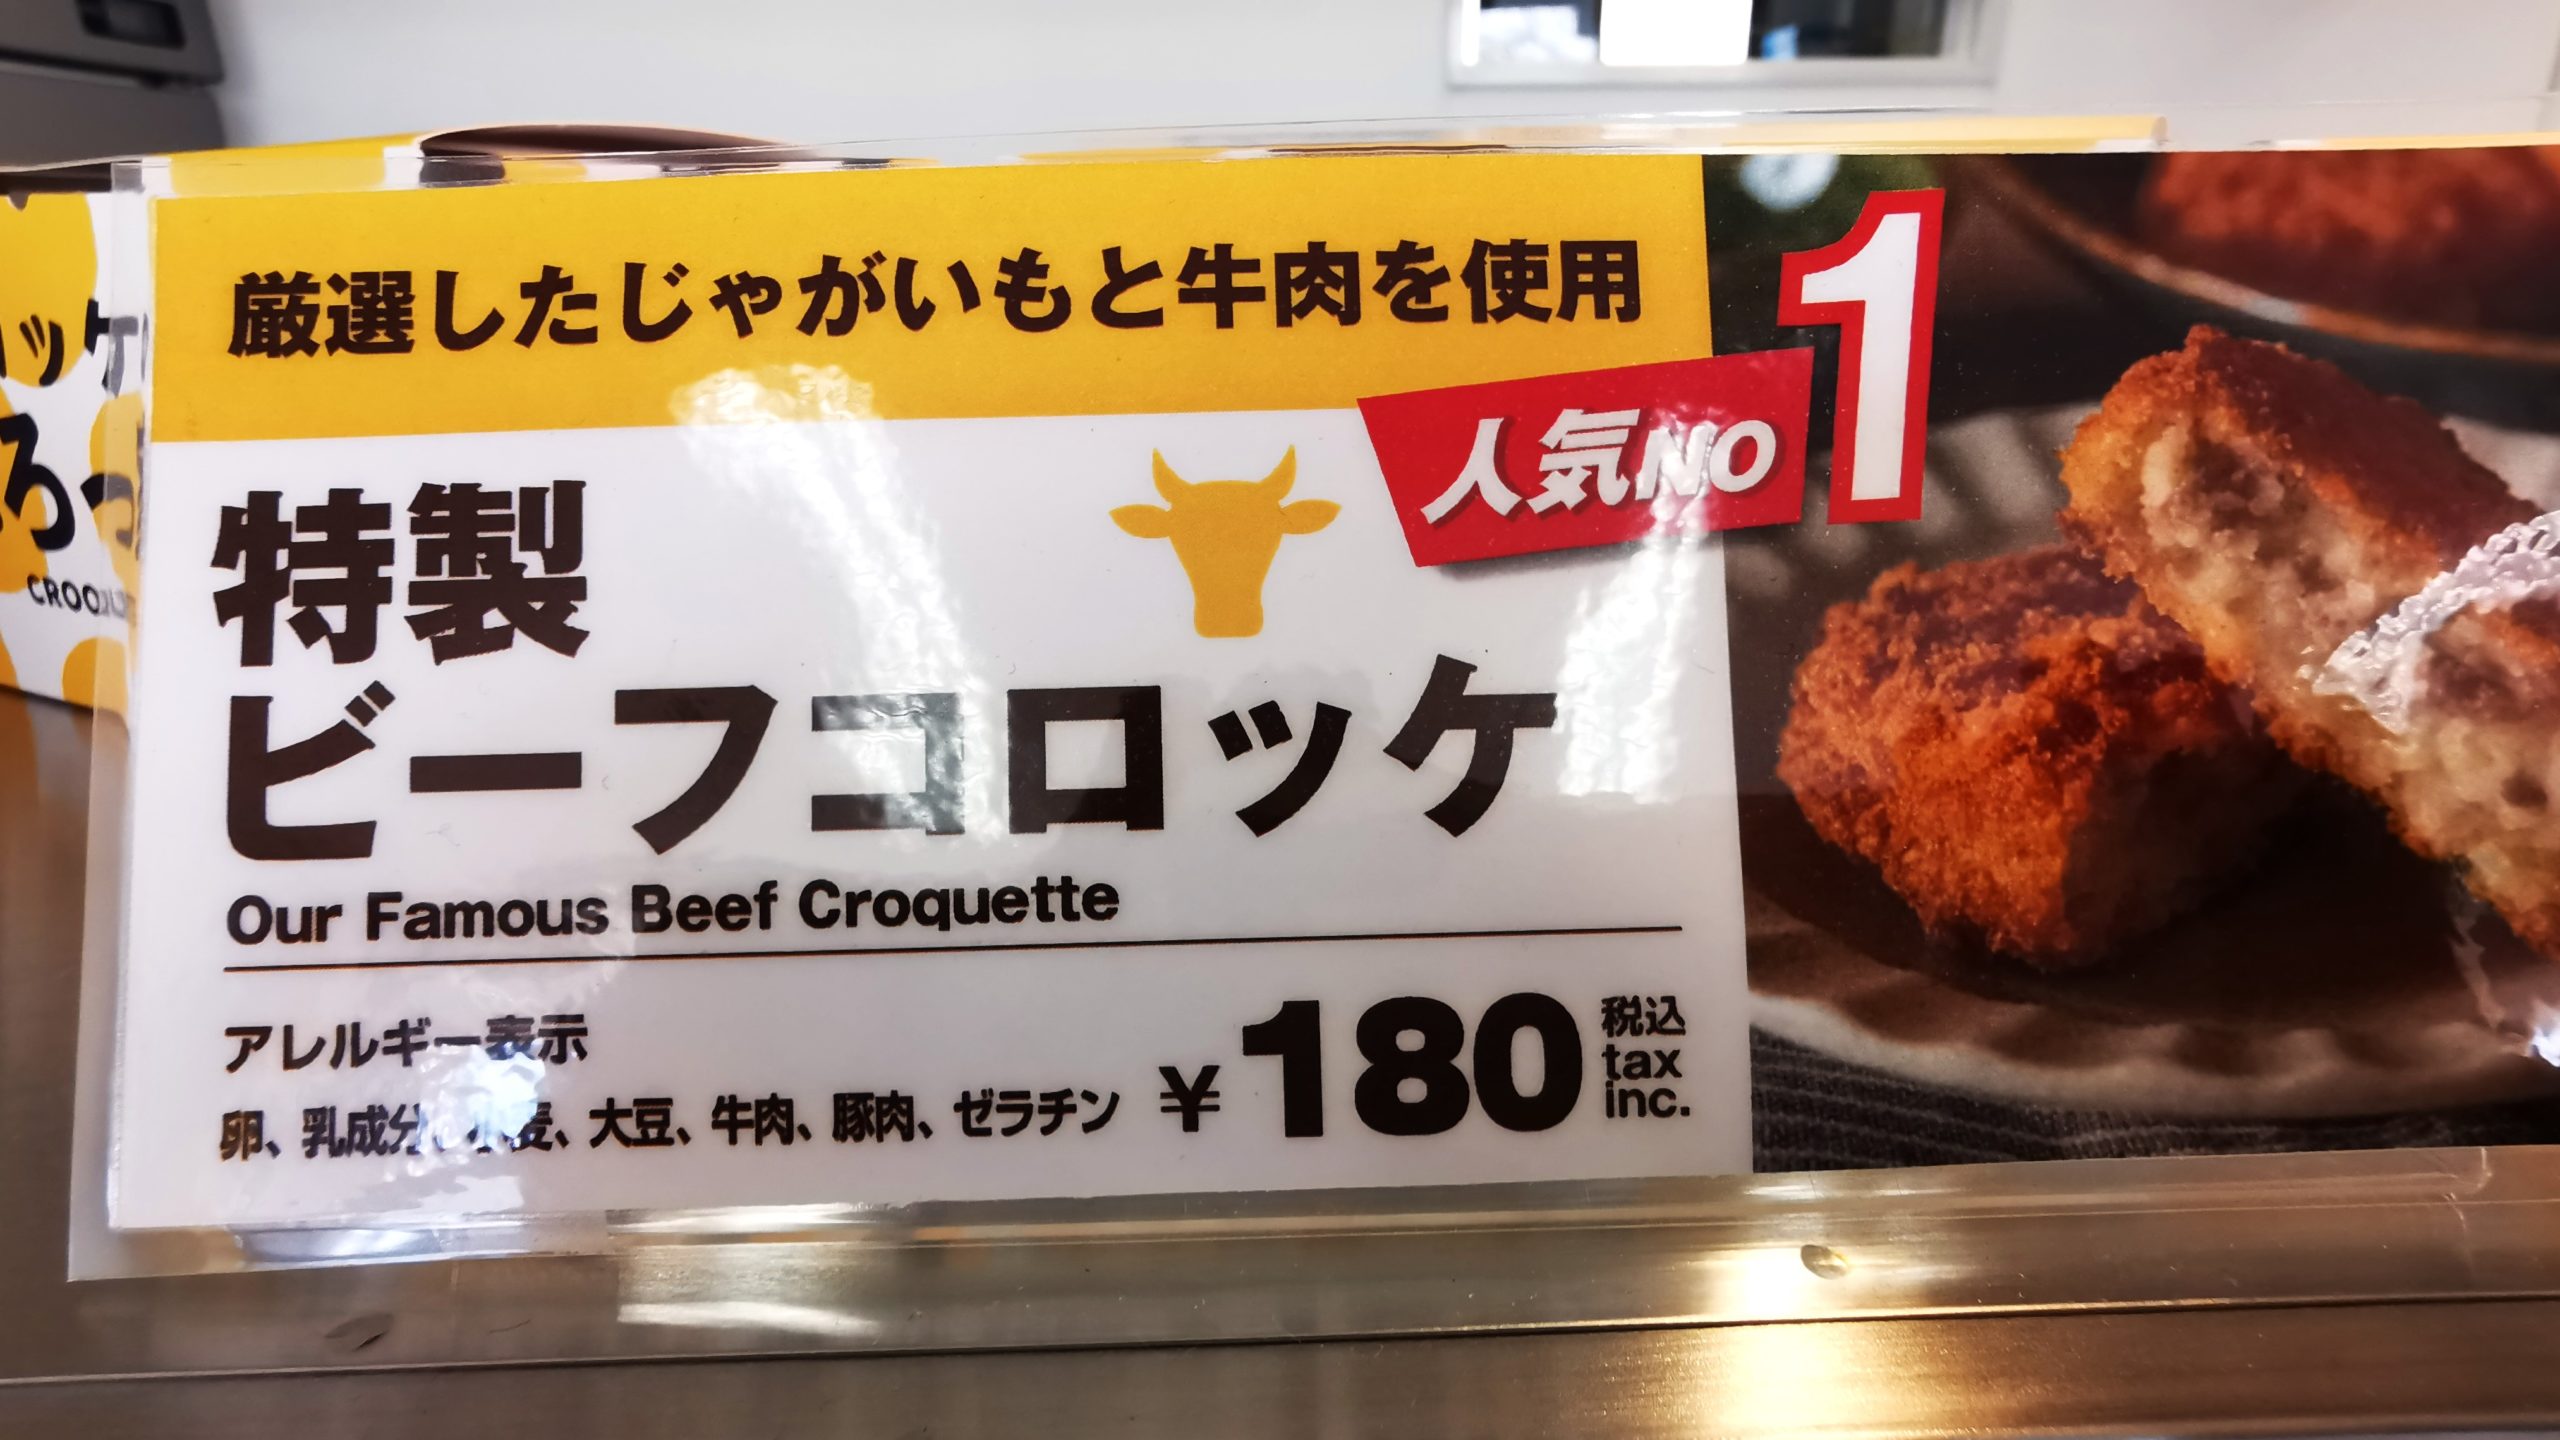 厳選したじゃがいもと牛肉を使用
人気NO1
特製
ビーフコロッケ
Our Famous Beef Croquette
アレルギー表示
卵、乳成分、小麦、大豆、牛肉、豚肉、ゼラチン
¥180
税込
tax
inc.